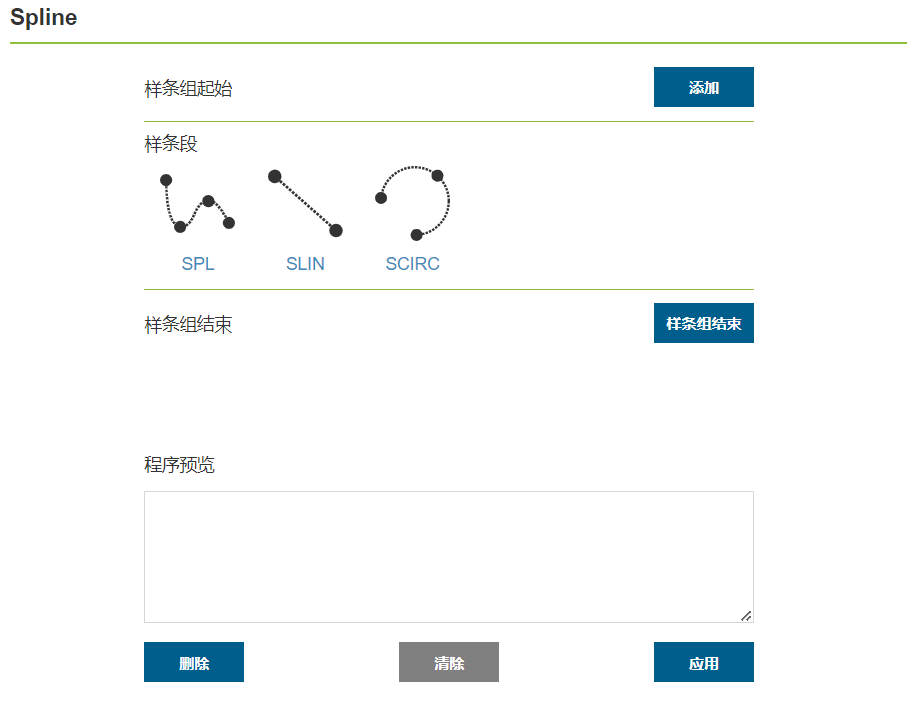 Spline
样条组起始
添加
样条段
SPL
SLIN
SCIRC
样条组结束
样条组结束
程序预览
删除
清除
应用